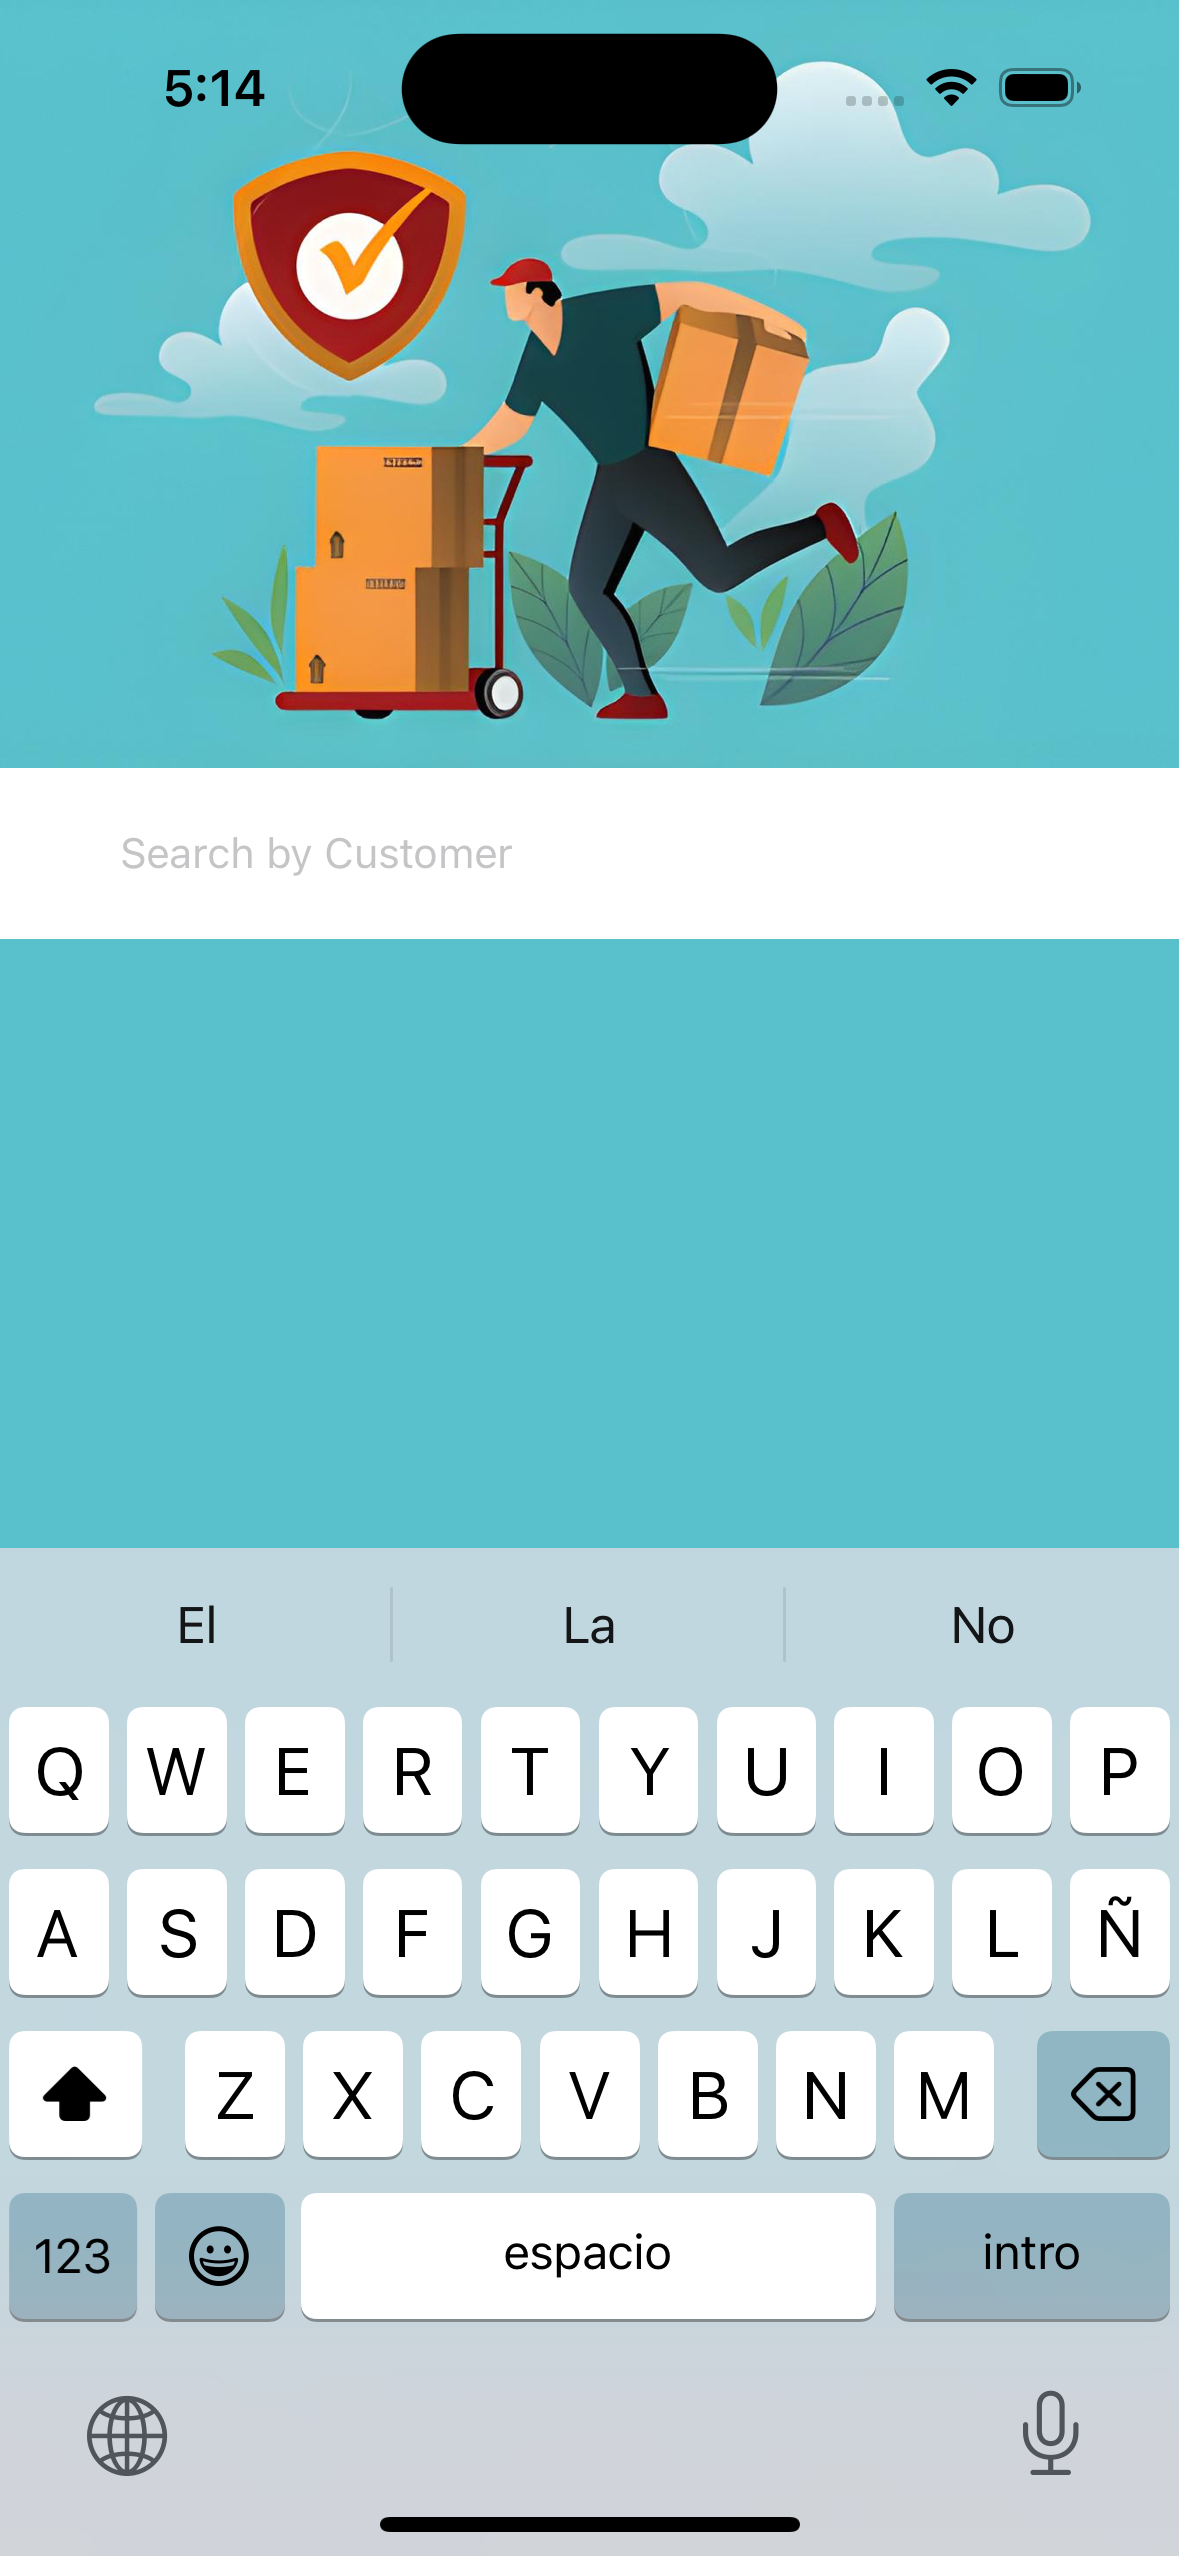 5:14
Search by Customer
El La No
Q W E R T Y U I O P
A S D F G H J K L Ñ
Z X C V B N M
123 espacio intro